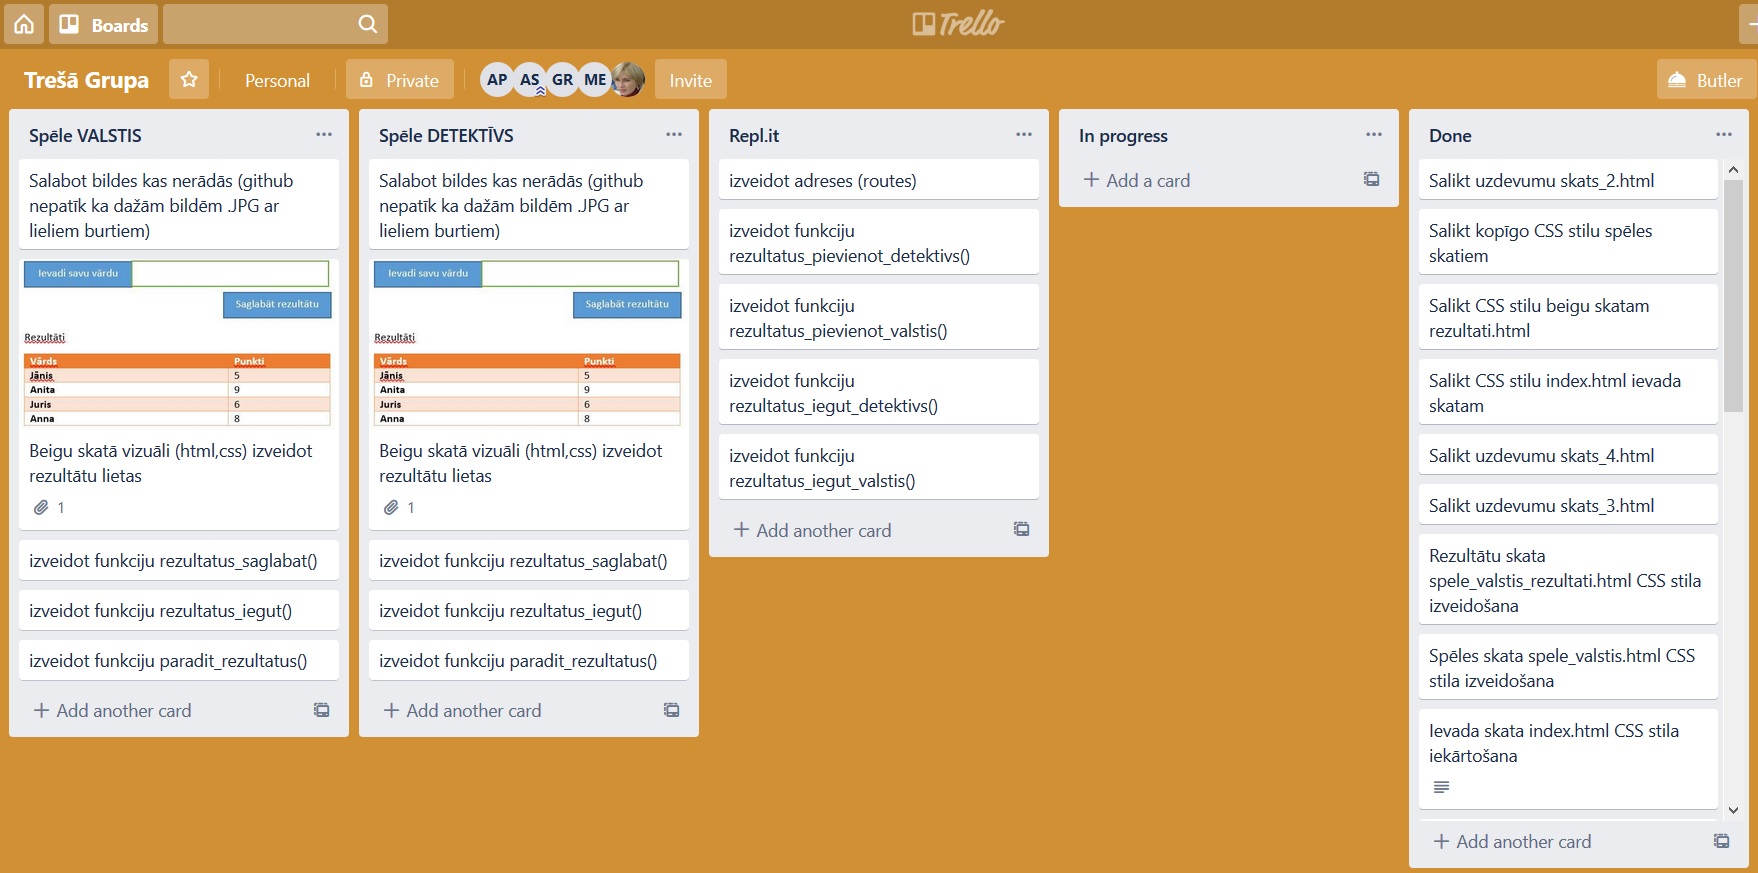 Boards
Trello
Trešā Grupa
Personal
Private
AP
AS
GR
ME
Invite
Butler
Spēle VALSTIS
Salabot bildes kas nerādās (github
nepatīk ka dažām bildēm .JPG ar
lieliem burtiem)
Ievadi savu vārdu
Saglabāt rezultātu
Rezultāti
Vārds Punkti
Jānis 5
Anita 9
Juris 6
Anna 8
Beigu skatā vizuāli (html,css) izveidot
rezultātu lietas
1
izveidot funkciju rezultatus_saglabat()
izveidot funkciju rezultatus_iegut()
izveidot funkciju paradit_rezultatus()
+ Add another card
Spēle DETEKTĪVS
Salabot bildes kas nerādās (github
nepatīk ka dažām bildēm .JPG ar
lieliem burtiem)
Ievadi savu vārdu
Saglabāt rezultātu
Rezultāti
Vārds Punkti
Jānis 5
Anita 9
Juris 6
Anna 8
Beigu skatā vizuāli (html,css) izveidot
rezultātu lietas
1
izveidot funkciju rezultatus_saglabat()
izveidot funkciju rezultatus_iegut()
izveidot funkciju paradit_rezultatus()
+ Add another card
Repl.it
izveidot adreses (routes)
izveidot funkciju
rezultatus_pievienot_detektivs()
izveidot funkciju
rezultatus_pievienot_valstis()
izveidot funkciju
rezultatus_iegut_detektivs()
izveidot funkciju
rezultatus_iegut_valstis()
+ Add another card
In progress
+ Add a card
Done
Salikt uzdevumu skats_2.html
Salikt kopīgo CSS stilu spēles
skatiem
Salikt CSS stilu beigu skatam
rezultati.html
Salikt CSS stilu index.html ievada
skatam
Salikt uzdevumu skats_4.html
Salikt uzdevumu skats_3.html
Rezultātu skata
spele_valstis_rezultati.html CSS stila
izveidošana
Spēles skata spele_valstis.html CSS
stila izveidošana
Ievada skata index.html CSS stila
iekārtošana
+ Add another card